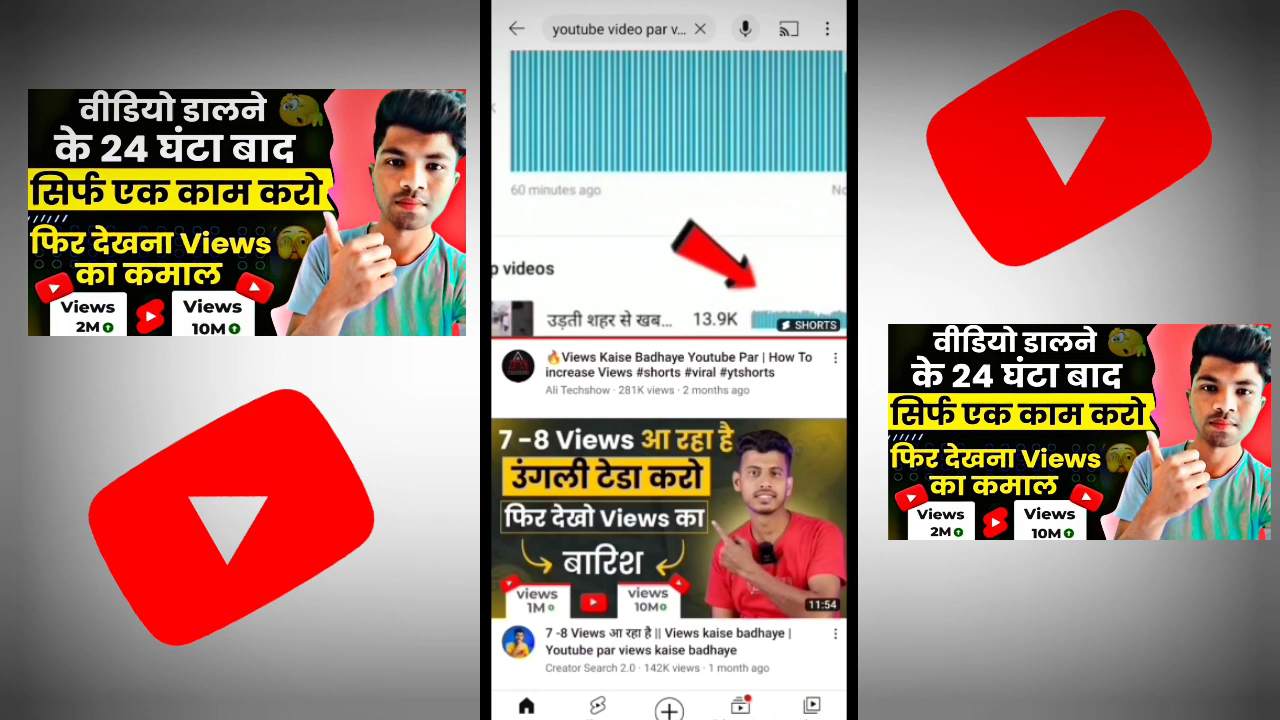 वीडियो डालने
के 24 घंटा बाद
सिर्फ एक काम करो
फिर देखना Views
का कमाल
Views
2M
Views
10M
youtube video par v...
60 minutes ago
p videos
उड़ती शहर से खब...
13.9K
SHORTS
🔥Views Kaise Badhaye Youtube Par | How To
increase Views #shorts #viral #ytshorts
Ali Techshow · 281K views · 2 months ago
7 -8 Views आ रहा है
उंगली टेडा करो
फिर देखो Views का
बारिश
views
1M
views
10M
11:54
7 -8 Views आ रहा है || Views kaise badhaye |
Youtube par views kaise badhaye
Creator Search 2.0 · 142K views · 1 month ago
वीडियो डालने
के 24 घंटा बाद
सिर्फ एक काम करो
फिर देखना Views
का कमाल
Views
2M
Views
10M